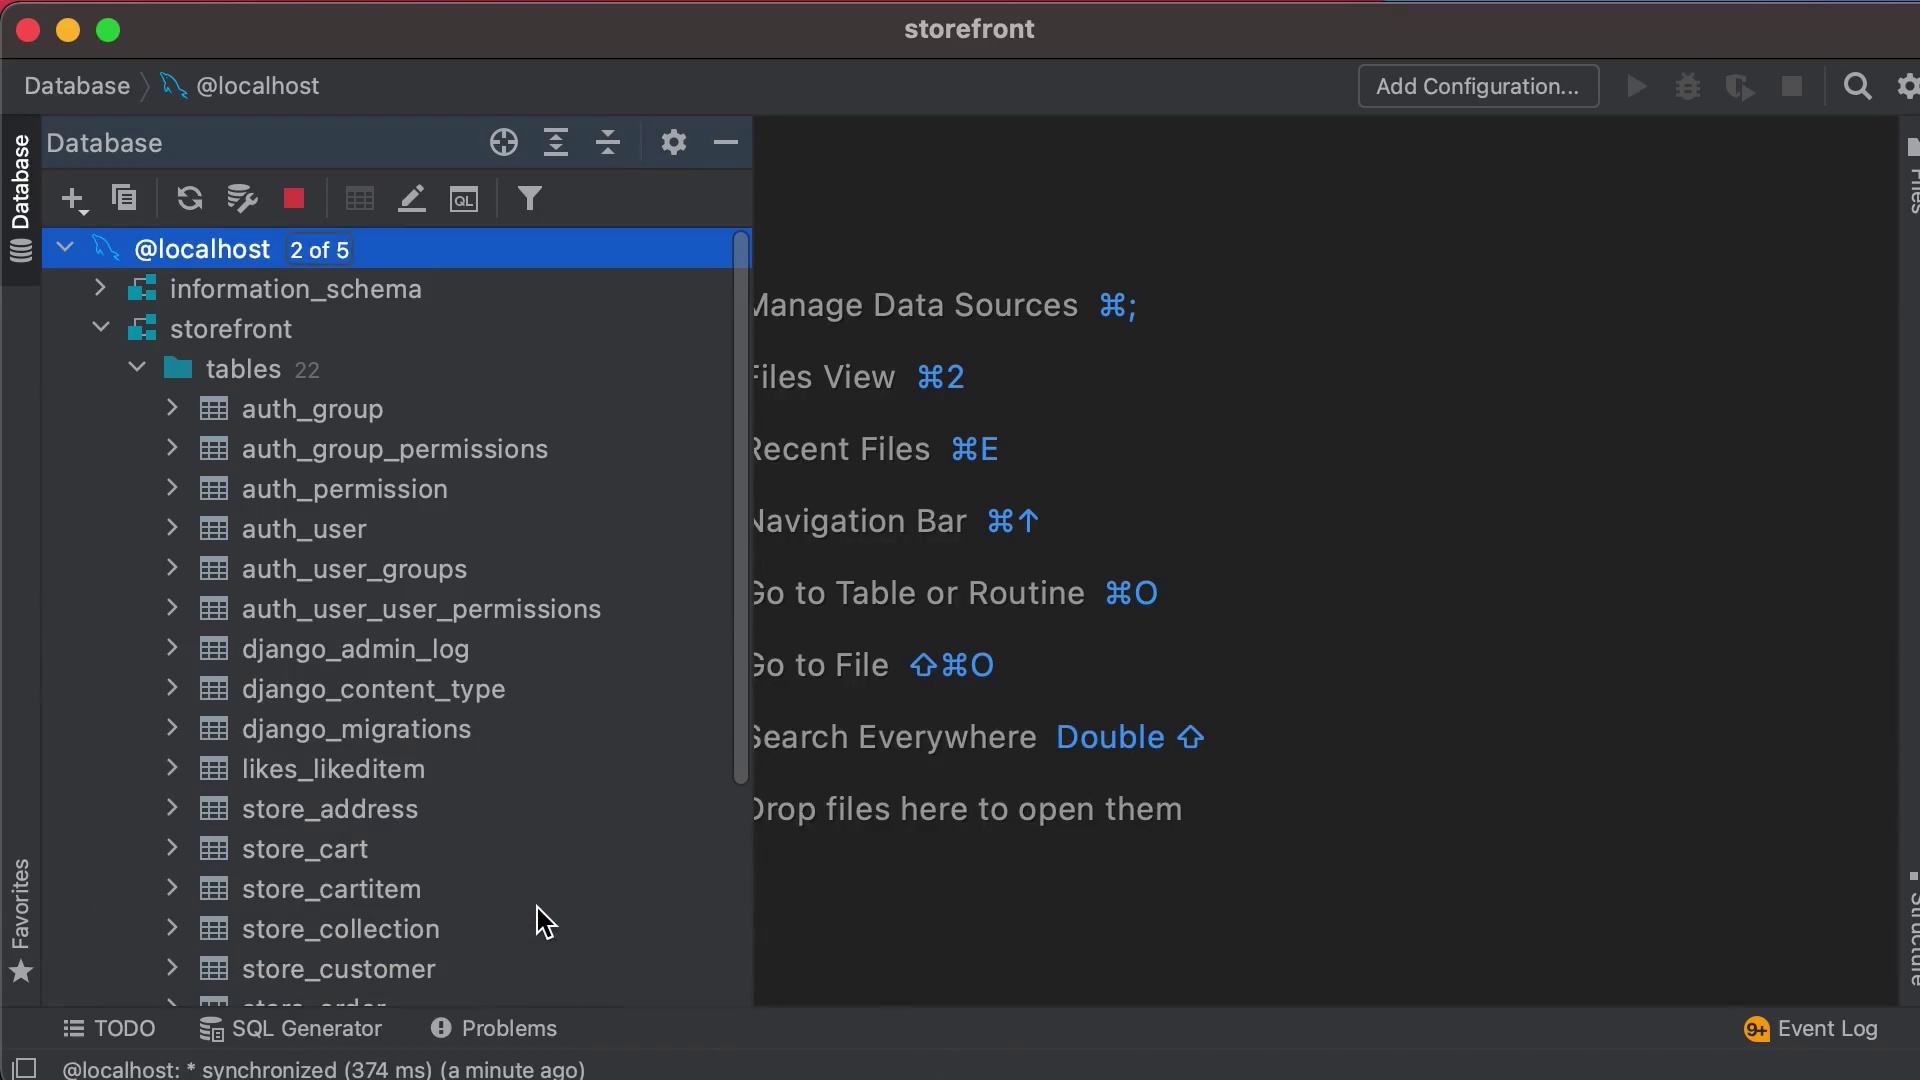 storefront
Database @localhost
Add Configuration...
Database
Database
QL
@localhost 2 of 5
information_schema
storefront
tables 22
auth_group
auth_group_permissions
auth_permission
auth_user
auth_user_groups
auth_user_user_permissions
django_admin_log
django_content_type
django_migrations
likes_likeditem
store_address
store_cart
store_cartitem
store_collection
store_customer
store_order
Manage Data Sources ⌘;
Files View ⌘2
Recent Files ⌘E
Navigation Bar ⌘↑
Go to Table or Routine ⌘O
Go to File ⇧⌘O
Search Everywhere Double ⇧
Drop files here to open them
Files
Structure
Favorites
TODO
SQL Generator
Problems
9+ Event Log
@localhost: * synchronized (374 ms) (a minute ago)